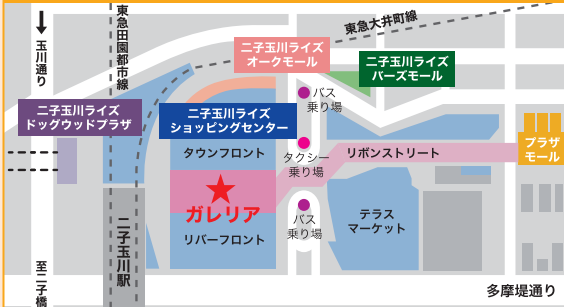 東急大井町線
東急田園都市線
玉川通り
二子玉川ライズ
オークモール
二子玉川ライズ
バーズモール
二子玉川ライズ
ドッグウッドプラザ
二子玉川ライズ
ショッピングセンター
バス
乗り場
プラザ
モール
タウンフロント
タクシー
乗り場
リボンストリート
ガレリア
バス
乗り場
テラス
マーケット
リバーフロント
二子玉川駅
至二子橋
多摩堤通り